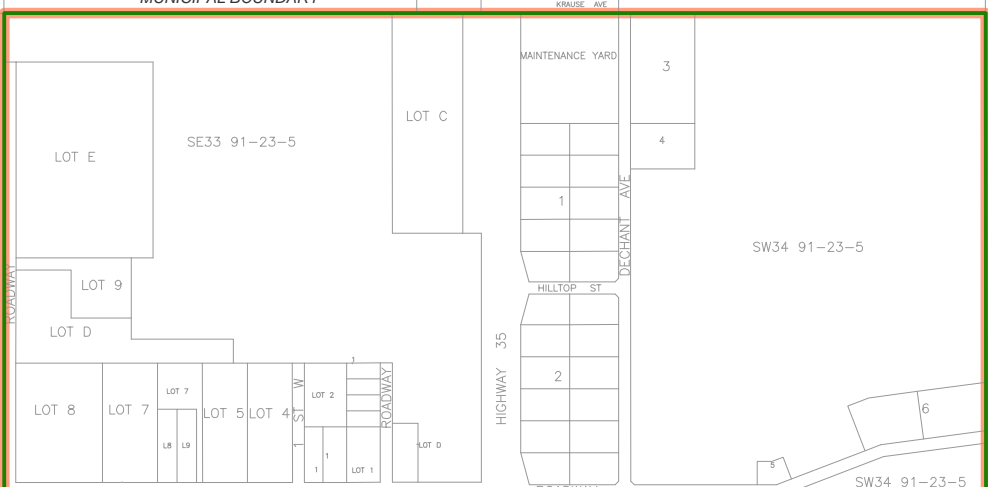 MUNICIPAL BOUNDARY
KRAUSE AVE
MAINTENANCE YARD
3
LOT C
4
SE33 91-23-5
LOT E
DECHANT AVE
1
SW34 91-23-5
ROADWAY
LOT 9
HILLTOP ST
LOT D
HIGHWAY 35
1
2
LOT 7
LOT 2
1 ST W
ROADWAY
LOT 8
LOT 7
LOT 5
LOT 4
6
L8
L9
LOT D
1
1
LOT 1
5
SW34 91-23-5
ROADWAY